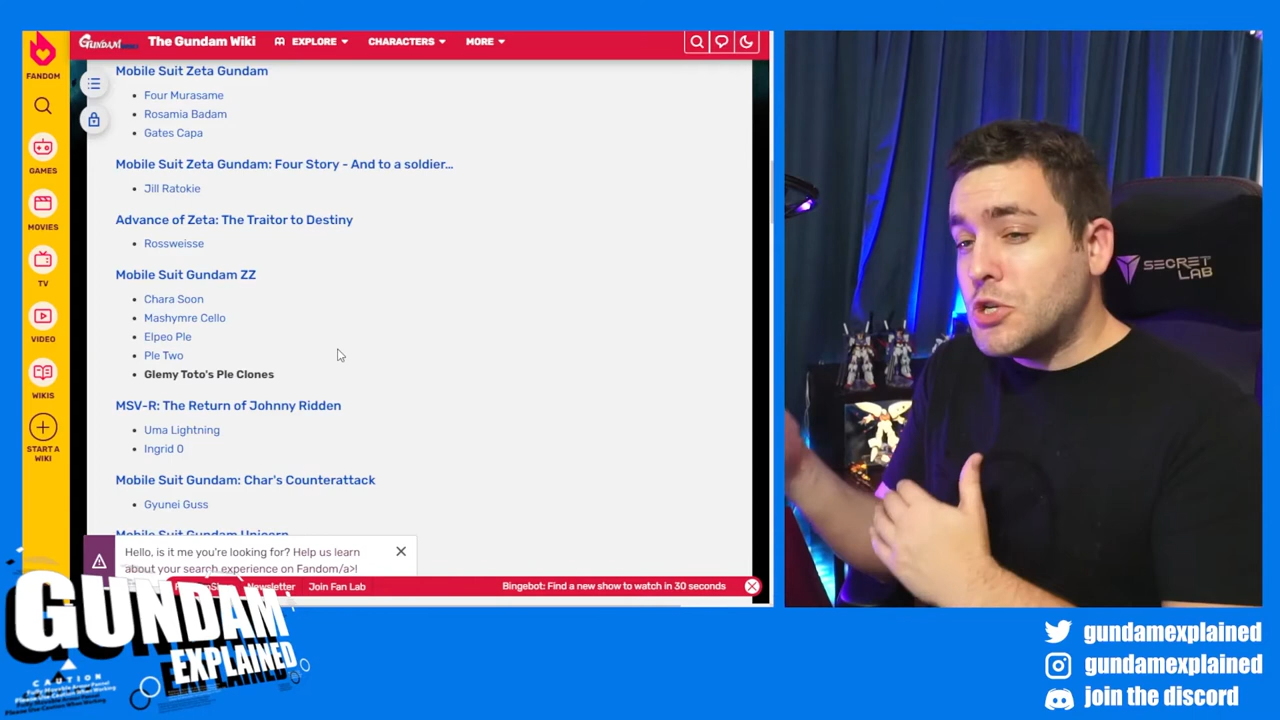 FANDOM
GAMES
MOVIES
TV
VIDEO
WIKIS
START A
WIKI
GUNDAM
The Gundam Wiki
EXPLORE
CHARACTERS
MORE
Mobile Suit Zeta Gundam
Four Murasame
Rosamia Badam
Gates Capa
Mobile Suit Zeta Gundam: Four Story - And to a soldier...
Jill Ratokie
Advance of Zeta: The Traitor to Destiny
Rossweisse
Mobile Suit Gundam ZZ
Chara Soon
Mashymre Cello
Elpeo Ple
Ple Two
Glemy Toto's Ple Clones
MSV-R: The Return of Johnny Ridden
Uma Lightning
Ingrid 0
Mobile Suit Gundam: Char's Counterattack
Gyunei Guss
Mobile Suit Gundam Unicorn
Hello, is it me you're looking for? Help us learn
about your search experience on Fandom/a>!
Newsletter
Join Fan Lab
Bingebot: Find a new show to watch in 30 seconds
SECRET
LAB
GUNDAM
EXPLAINED
CAUTION
gundamexplained
gundamexplained
join the discord